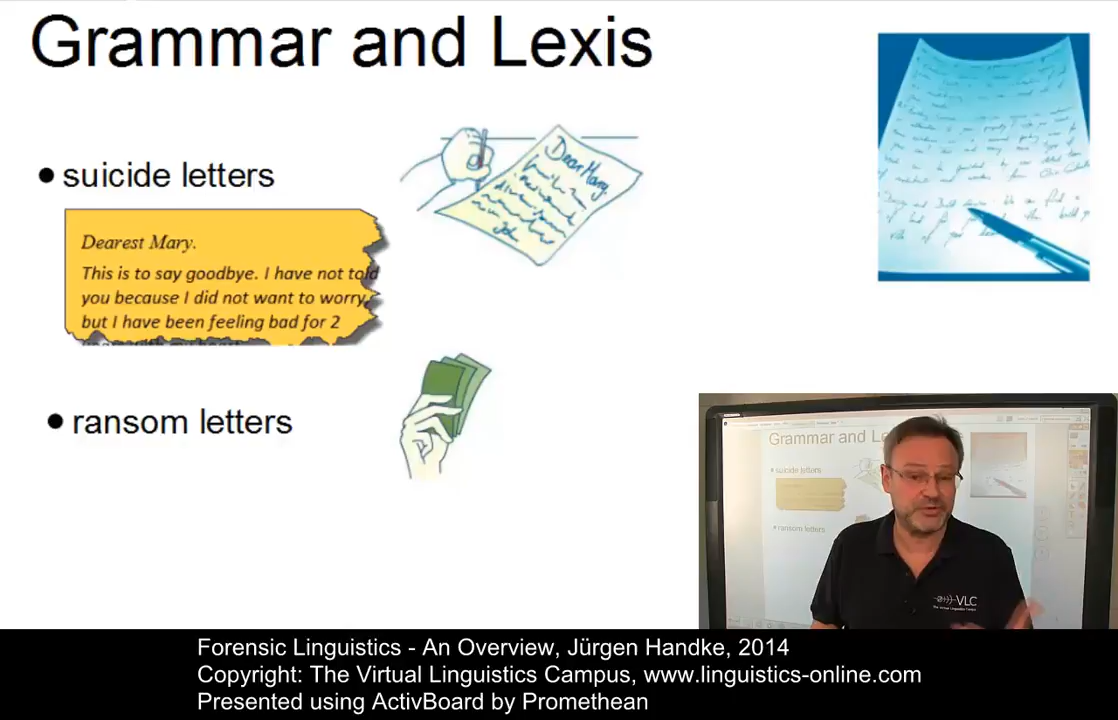 Grammar and Lexis
• suicide letters
Dearest Mary.
This is to say goodbye. I have not told
you because I did not want to worry,
but I have been feeling bad for 2
Dear Mary,
• ransom letters
Grammar and Le
suicide letters
ransom letters
VLC
Forensic Linguistics - An Overview, Jürgen Handke, 2014
Copyright: The Virtual Linguistics Campus, www.linguistics-online.com
Presented using ActivBoard by Promethean